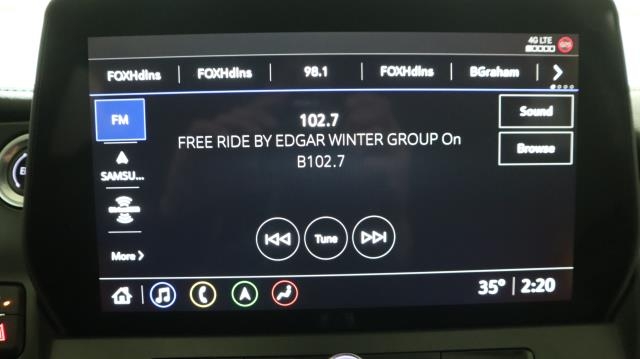 4G LTE
FOXHdlns FOXHdlns 98.1 FOXHdlns BGraham
FM
102.7
FREE RIDE BY EDGAR WINTER GROUP On
B102.7
Sound
Browse
SAMSU...
Tune
More
35° 2:20